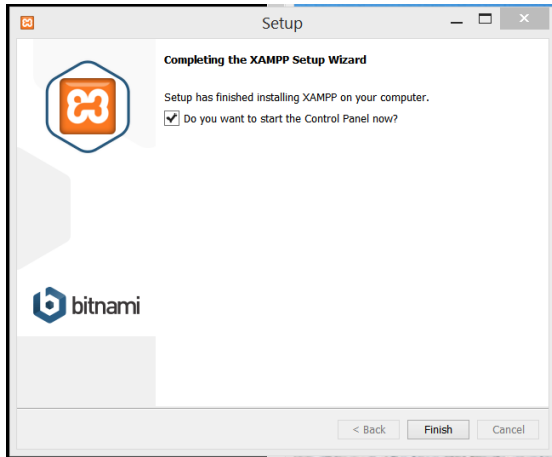 Setup
Completing the XAMPP Setup Wizard
Setup has finished installing XAMPP on your computer.
Do you want to start the Control Panel now?
bitnami
< Back Finish Cancel